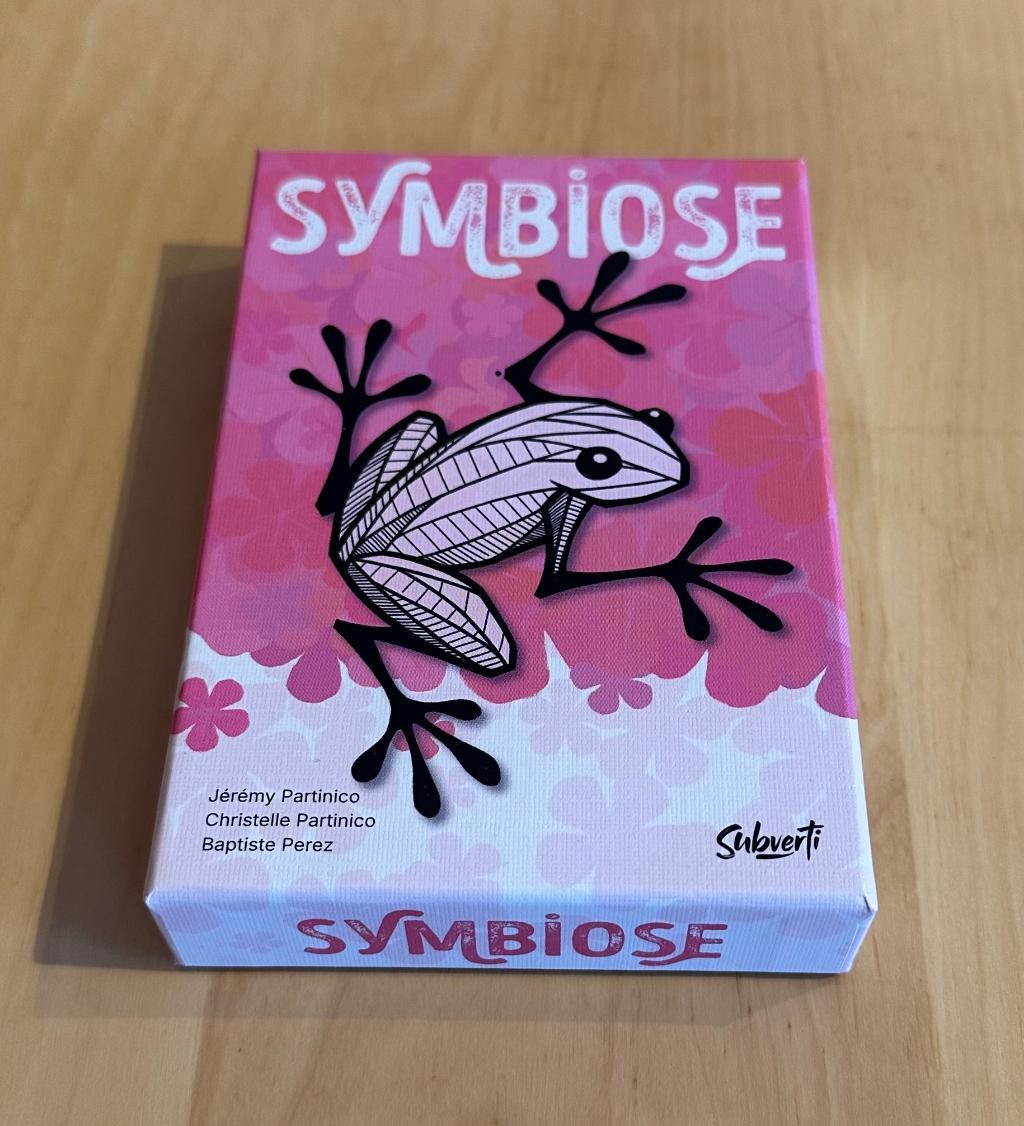 SYMBIOSE
Jérémy Partinico
Christelle Partinico
Baptiste Perez
Subverti
SYMBIOSE